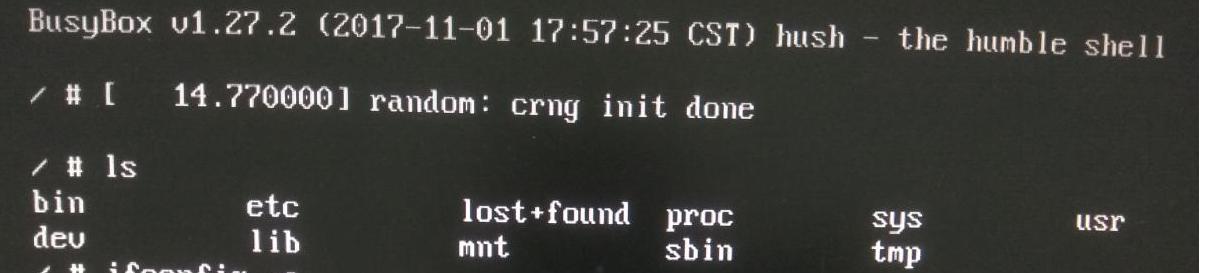 BusyBox v1.27.2 (2017-11-01 17:57:25 CST) hush - the humble shell
/ # [   14.770000] random: crng init done
/ # ls
bin etc lost+found proc sys usr
dev lib mnt sbin tmp
/ # ifconfig